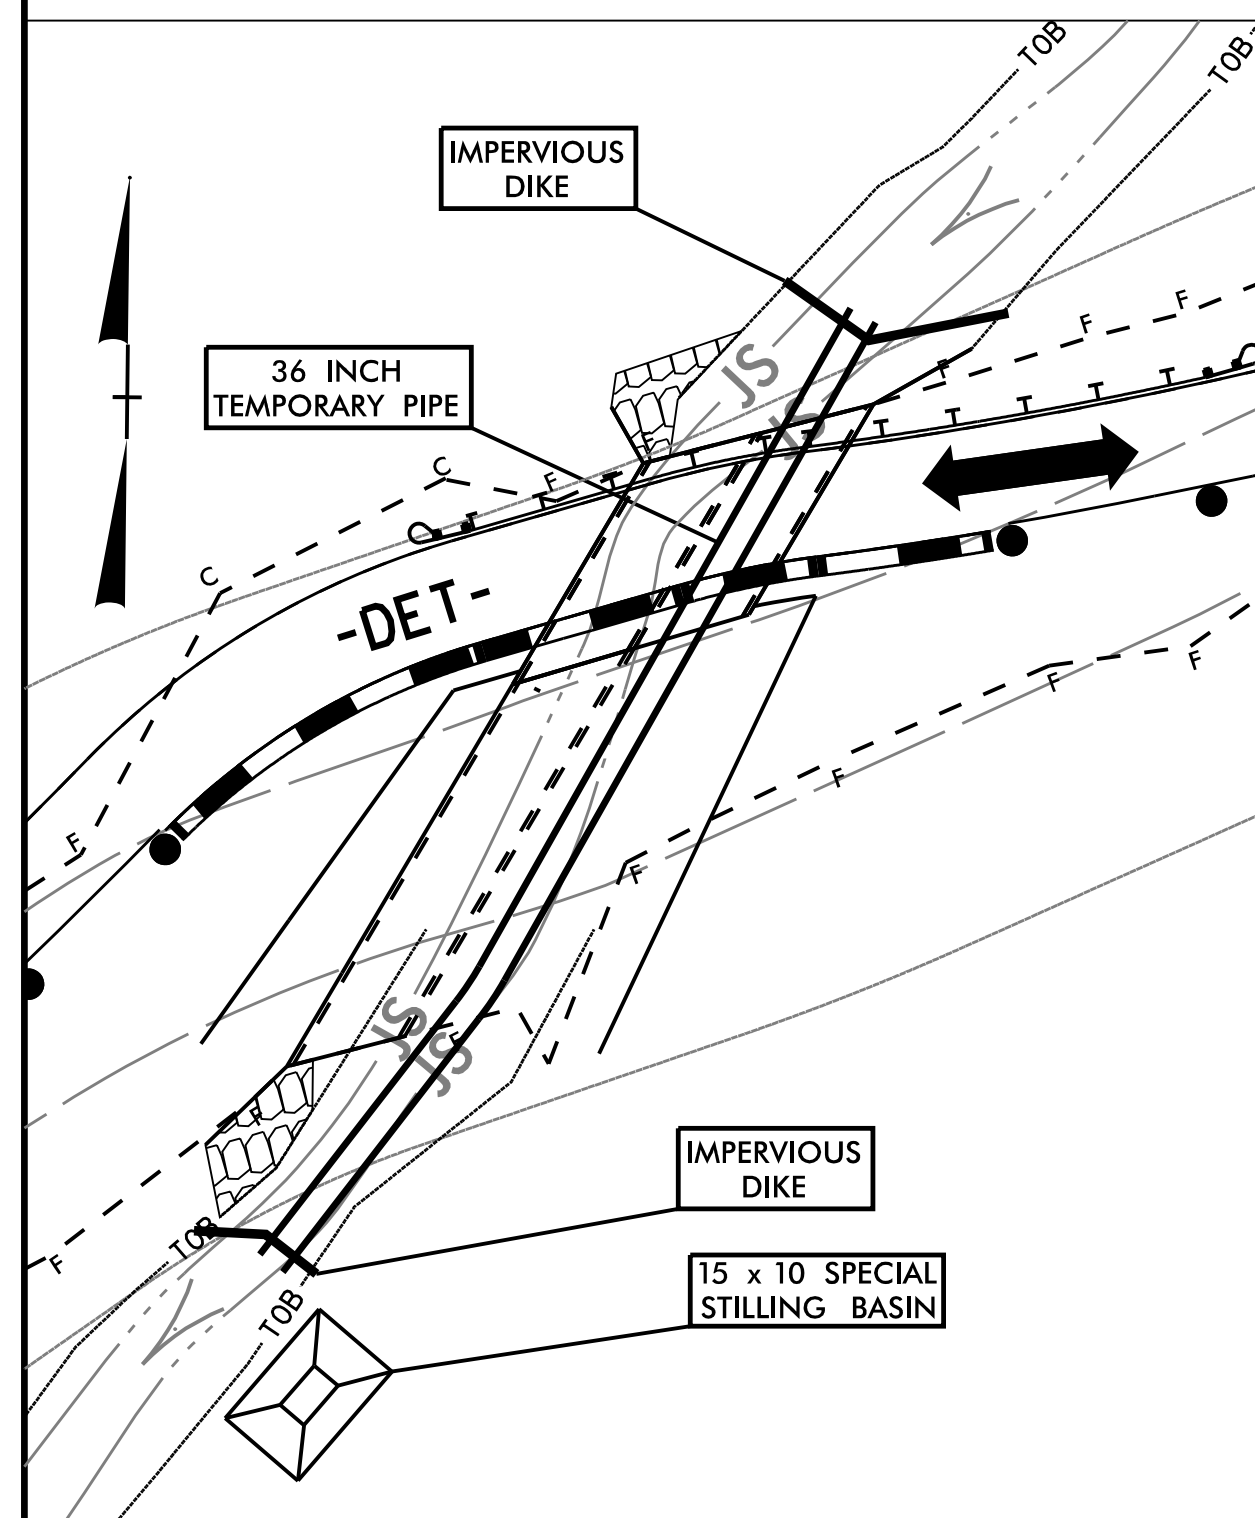 TOB
TOB
IMPERVIOUS
DIKE
F
F
36 INCH
TEMPORARY PIPE
JS
F
JS
T
T
T
T
T
F
T
T
T
C
F
T
T
T
C
-DET-
F
F
F
F
F
JS
F
JS
F
IMPERVIOUS
DIKE
TOB
F
15 x 10 SPECIAL
STILLING BASIN
TOB